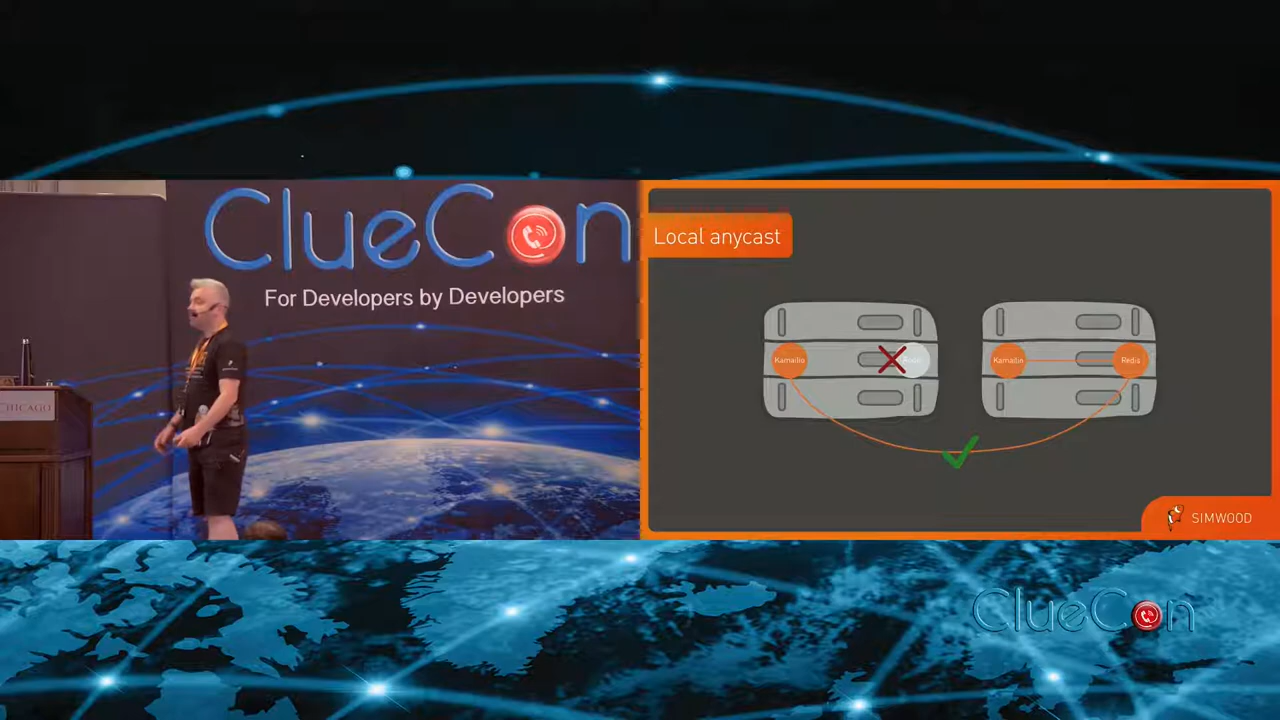 ClueCon
For Developers by Developers
CHICAGO
Local anycast
Kamailio
Kamailio
Redis
SIMWOOD
ClueCon